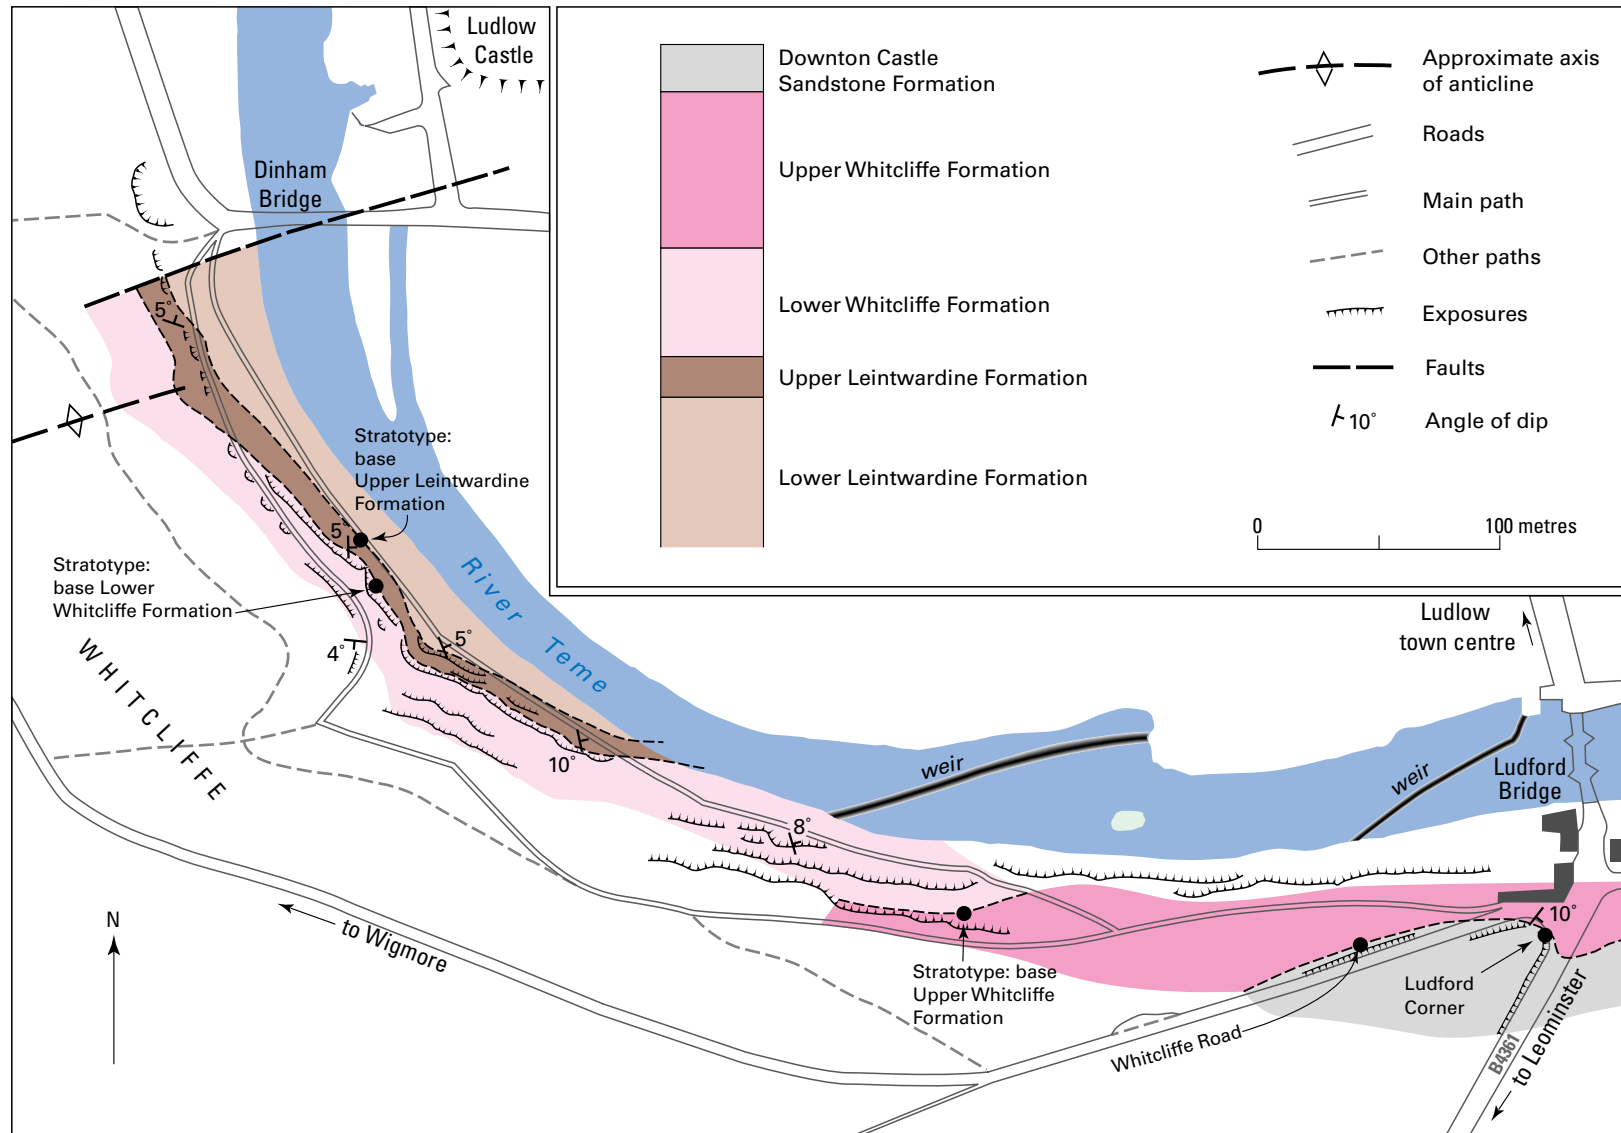 Ludlow
Castle
Dinham
Bridge
5°
Stratotype:
base
Upper Leintwardine
Formation
5°
Stratotype:
base Lower
Whitcliffe Formation
4°
5°
10°
WHITCLIFFE
River Teme
Downton Castle
Sandstone Formation
Upper Whitcliffe Formation
Lower Whitcliffe Formation
Upper Leintwardine Formation
Lower Leintwardine Formation
Approximate axis
of anticline
Roads
Main path
Other paths
Exposures
Faults
10°
Angle of dip
0 100 metres
Ludlow
town centre
weir
weir
Ludford
Bridge
8°
10°
N
to Wigmore
Stratotype: base
Upper Whitcliffe
Formation
Ludford
Corner
Whitcliffe Road
B4361
to Leominster